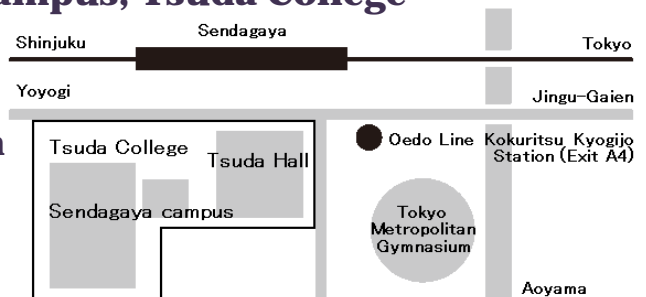 ampus, Tsuda College
Shinjuku
Sendagaya
Tokyo
Yoyogi
Jingu-Gaien
Tsuda College
Tsuda Hall
Oedo Line Kokuritsu Kyogijo
Station (Exit A4)
Sendagaya campus
Tokyo
Metropolitan
Gymnasium
Aoyama